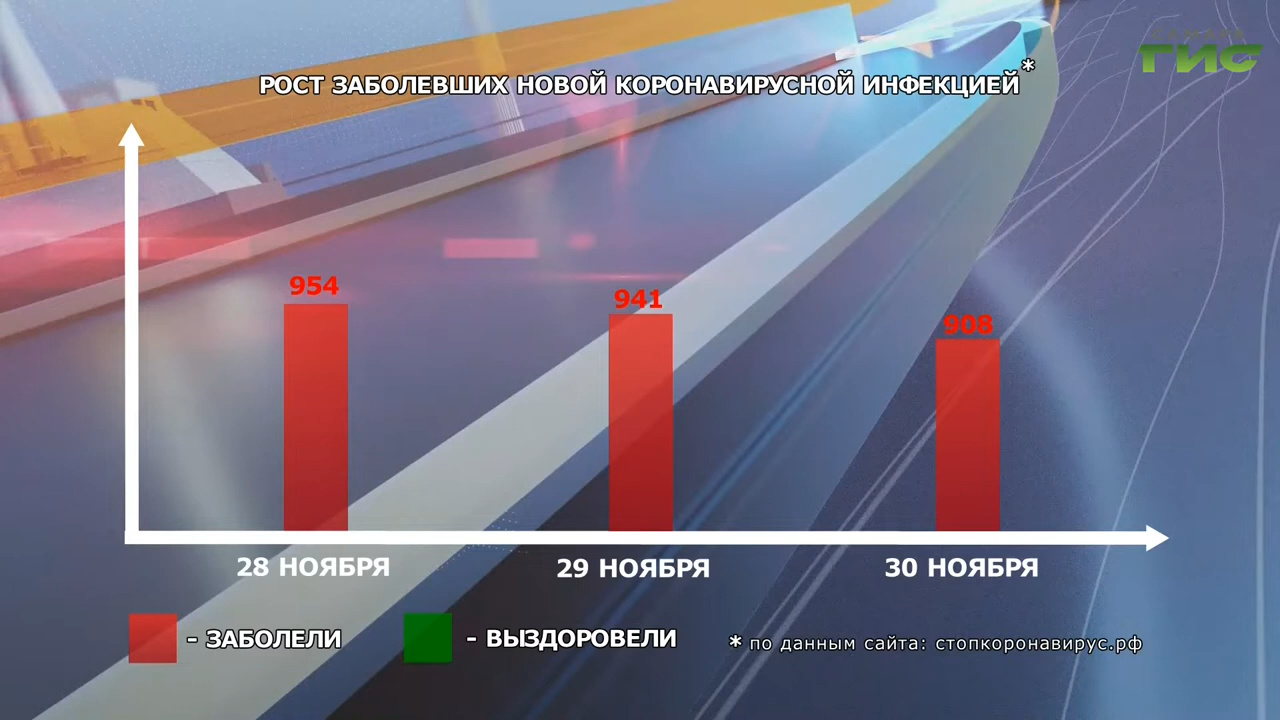 САМАРА
ГИС
РОСТ ЗАБОЛЕВШИХ НОВОЙ КОРОНАВИРУСНОЙ ИНФЕКЦИЕЙ*
954
941
908
28 НОЯБРЯ
29 НОЯБРЯ
30 НОЯБРЯ
- ЗАБОЛЕЛИ
- ВЫЗДОРОВЕЛИ
* по данным сайта: стопкоронавирус.рф